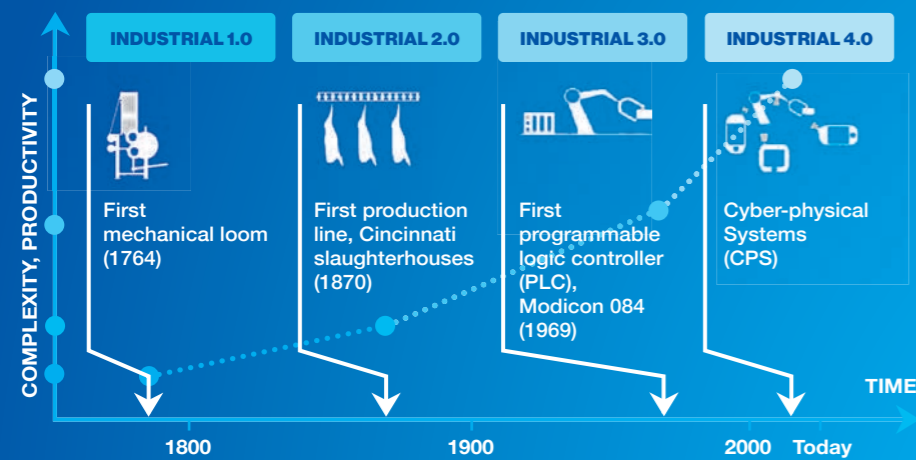 INDUSTRIAL 1.0
INDUSTRIAL 2.0
INDUSTRIAL 3.0
INDUSTRIAL 4.0
COMPLEXITY, PRODUCTIVITY
First
mechanical loom
(1764)
First production
line, Cincinnati
slaughterhouses
(1870)
First
programmable
logic controller
(PLC),
Modicon 084
(1969)
Cyber-physical
Systems
(CPS)
TIME
1800
1900
2000
Today